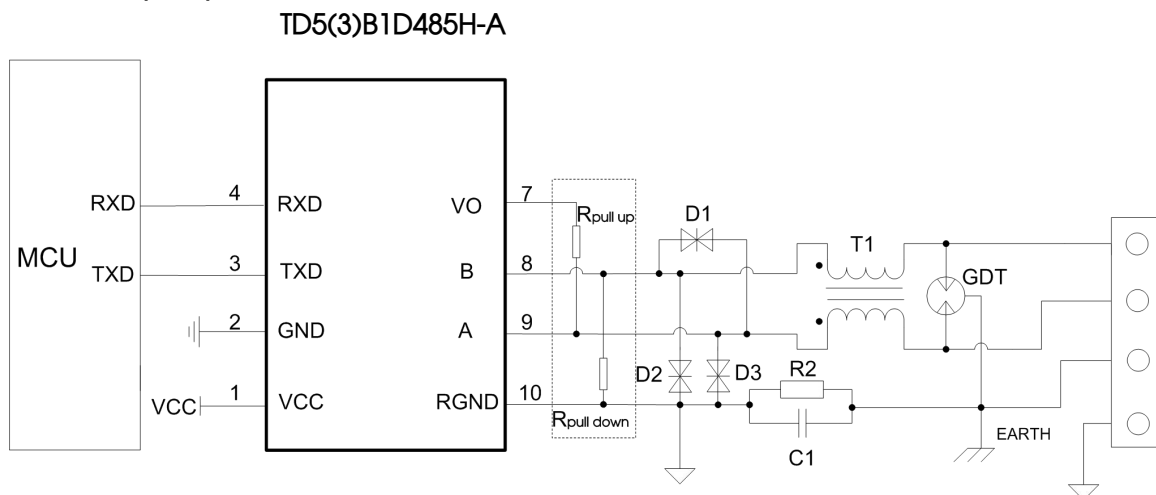 TD5(3)B1D485H-A
MCU
RXD
TXD
4
3
2
1
RXD
TXD
GND
VCC
VCC
VO
B
A
RGND
7
8
9
10
Rpull up
Rpull down
D1
D2
D3
T1
GDT
R2
C1
EARTH